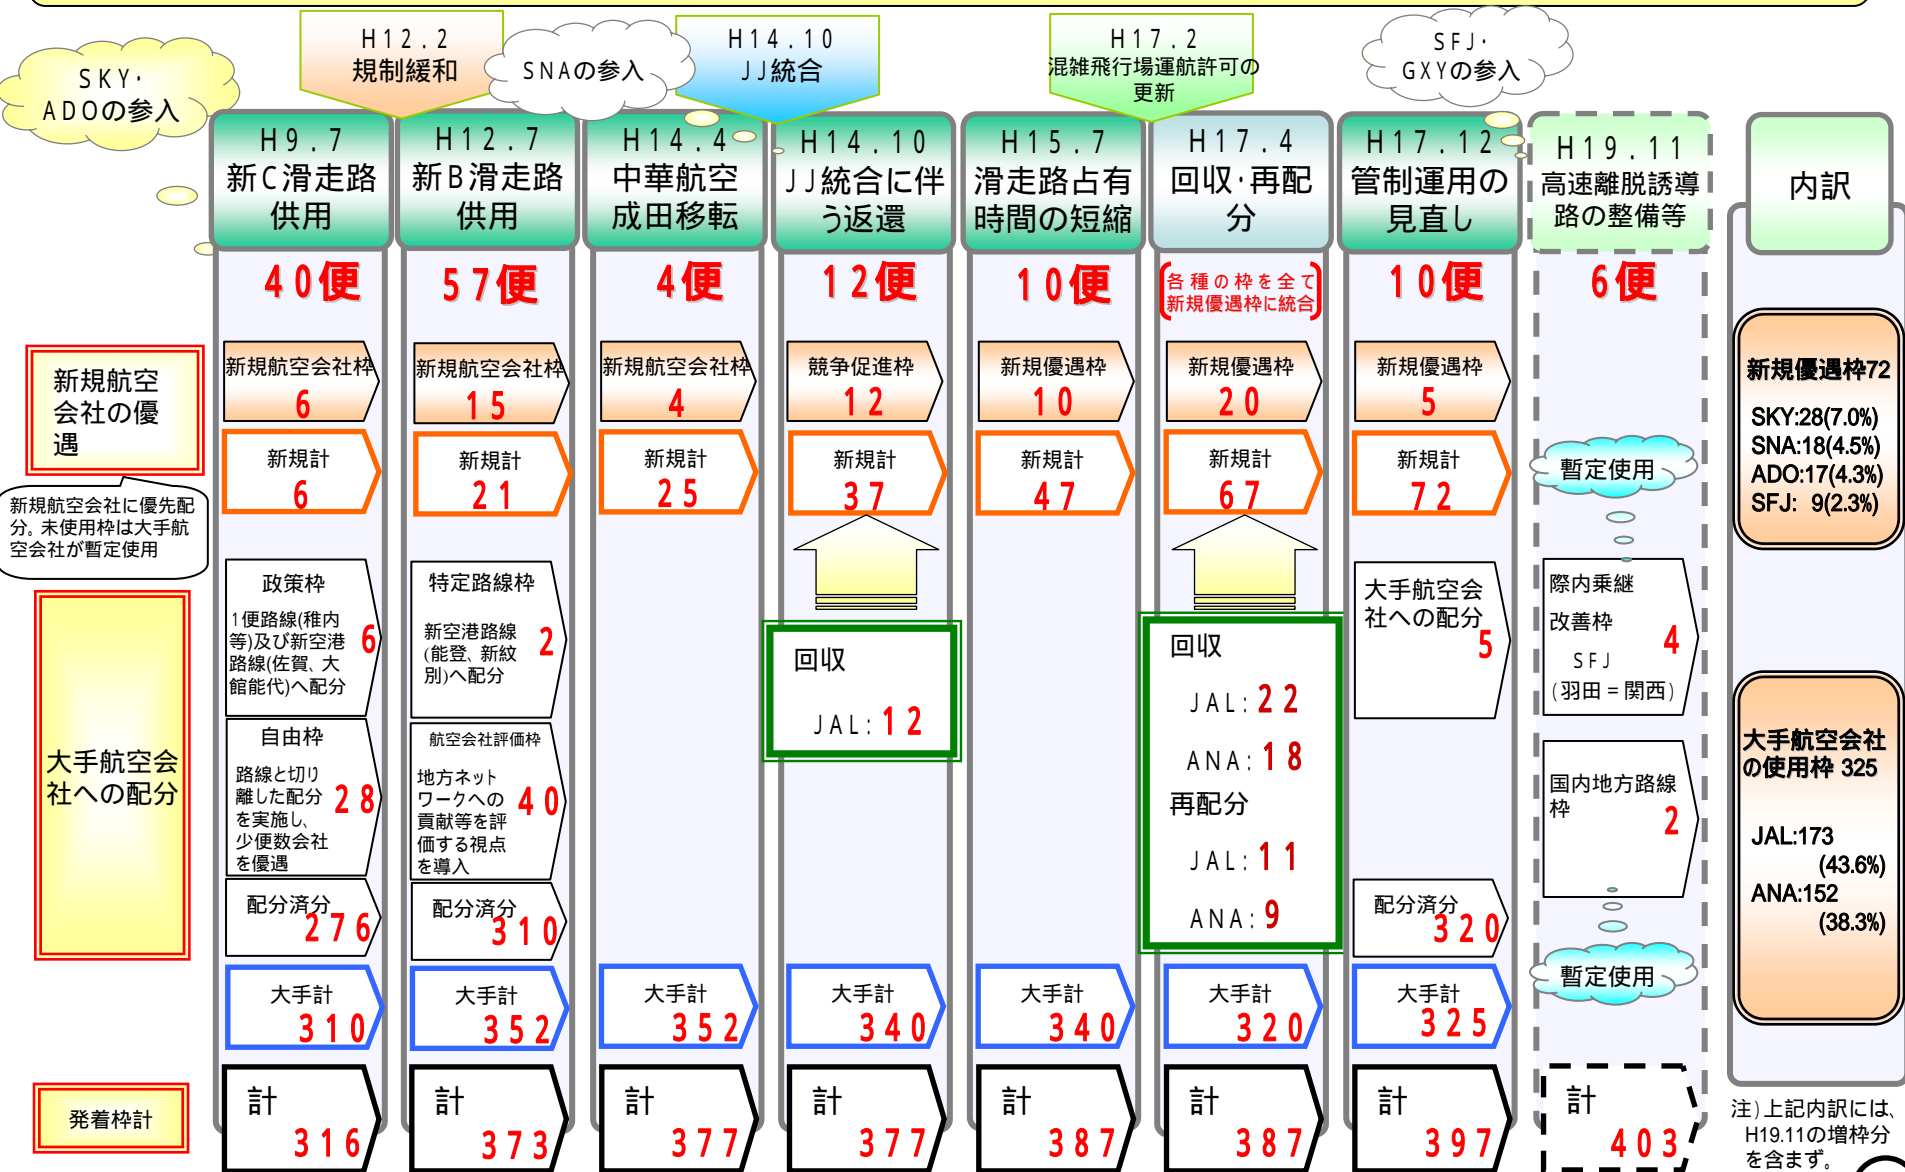 SKY・
ADOの参入
H12.2
規制緩和
SNAの参入
H14.10
JJ統合
H17.2
混雑飛行場運航許可の
更新
SFJ・
GXYの参入
H9.7
新C滑走路
供用
H12.7
新B滑走路
供用
H14.4
中華航空
成田移転
H14.10
JJ統合に伴
う返還
H15.7
滑走路占有
時間の短縮
H17.4
回収・再配
分
H17.12
管制運用の
見直し
H19.11
高速離脱誘導
路の整備等
内訳
40便
57便
4便
12便
10便
各種の枠を全て
新規優遇枠に統合
10便
6便
新規航空
会社の優
遇
新規航空会社枠
6
新規航空会社枠
15
新規航空会社枠
4
競争促進枠
12
新規優遇枠
10
新規優遇枠
20
新規優遇枠
5
新規計
6
新規計
21
新規計
25
新規計
37
新規計
47
新規計
67
新規計
72
暫定使用
新規優遇枠72
SKY:28(7.0%)
SNA:18(4.5%)
ADO:17(4.3%)
SFJ: 9(2.3%)
新規航空会社に優先配
分。未使用枠は大手航
空会社が暫定使用
大手航空会
社への配分
政策枠
1便路線(稚内
等)及び新空港
路線(佐賀、大
館能代)へ配分
6
特定路線枠
新空港路線
(能登、新紋
別)へ配分
2
自由枠
路線と切り
離した配分
を実施し、
少便数会社
を優遇
28
航空会社評価枠
地方ネット
ワークへの
貢献等を評
価する視点
を導入
40
配分済分
276
配分済分
310
回収
JAL:12
回収
JAL:22
ANA:18
再配分
JAL:11
ANA:9
大手航空会
社への配分
5
配分済分
320
際内乗継
改善枠
4
SFJ
(羽田=関西)
国内地方路線
枠
2
暫定使用
大手航空会社
の使用枠 325
JAL:173
(43.6%)
ANA:152
(38.3%)
大手計
310
大手計
352
大手計
352
大手計
340
大手計
340
大手計
320
大手計
325
発着枠計
計
316
計
373
計
377
計
377
計
387
計
387
計
397
計
403
注)上記内訳には、
H19.11の増枠分
を含まず。